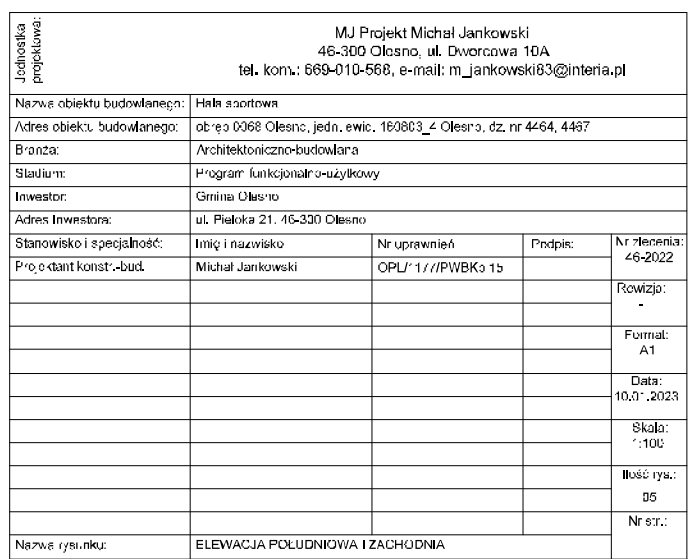 Jednostka projektowa:
MJ Projekt Michał Jankowski
46-300 Olesno, ul. Dworcowa 10A
tel. kom.: 669-010-568, e-mail: m_jankowski83@interia.pl
Nazwa obiektu budowlanego: Hala sportowa
Adres obiektu budowlanego: obręb 0068 Olesno, jedn. ewid. 160803_4 Olesno, dz. nr 4464, 4467
Branża: Architektoniczno-budowlana
Stadium: Program funkcjonalno-użytkowy
Inwestor: Gmina Olesno
Adres Inwestora: ul. Pieloka 21, 46-300 Olesno
Stanowisko i specjalność: Imię i nazwisko Nr uprawnień Podpis: Nr zlecenia:
46-2022
Projektant konstr.-bud. Michał Jankowski
Rewizja:
-
Format:
A1
Data:
10.01.2023
Skala:
1:100
Ilość rys.:
05
Nr str.:
Nazwa rysunku: ELEWACJA POŁUDNIOWA I ZACHODNIA